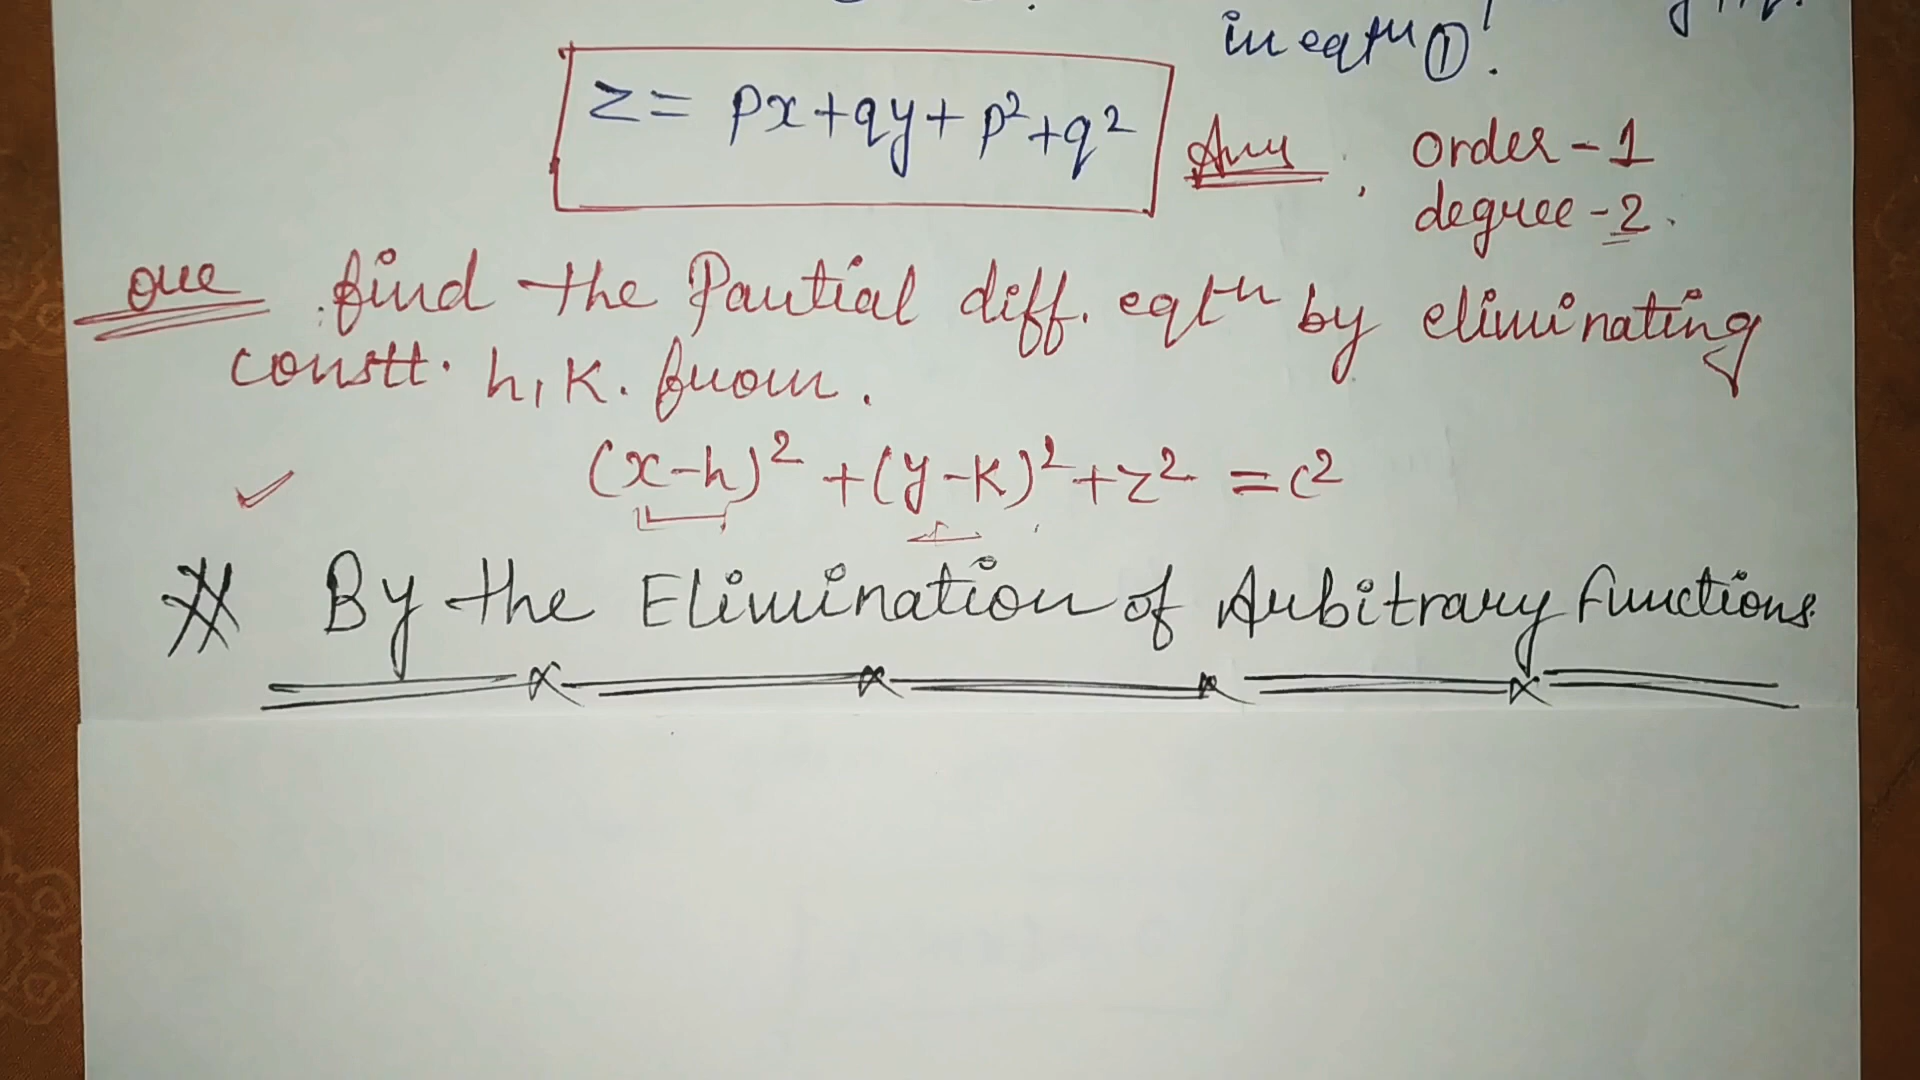 in eqtn ①
z = px + qy + p² + q² Ans. order - 1
degree - 2.
Que find the Partial diff. eqtn by eliminating
constt. h, K. from.
(x-h)² + (y-K)² + z² = c²
# By the Elimination of Arbitrary functions